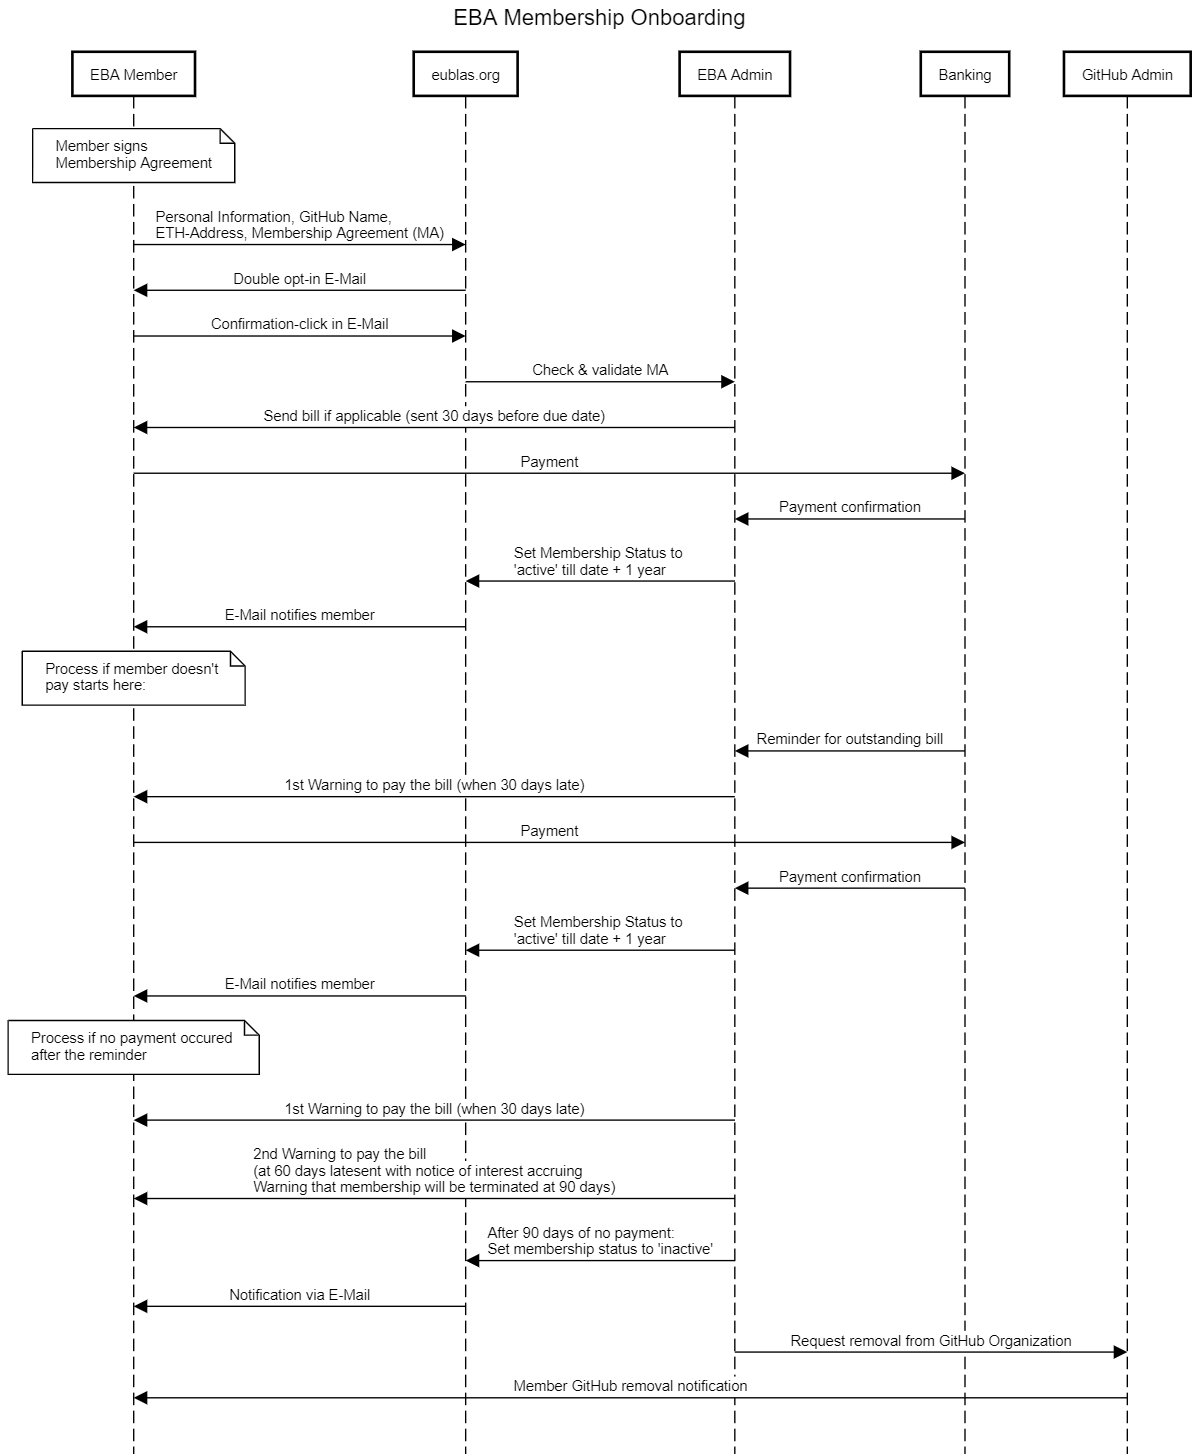 EBA Membership Onboarding
EBA Member
eublas.org
EBA Admin
Banking
GitHub Admin
Member signs
Membership Agreement
Personal Information, GitHub Name,
ETH-Address, Membership Agreement (MA)
Double opt-in E-Mail
Confirmation-click in E-Mail
Check & validate MA
Send bill if applicable (sent 30 days before due date)
Payment
Payment confirmation
Set Membership Status to
'active' till date + 1 year
E-Mail notifies member
Process if member doesn't
pay starts here:
Reminder for outstanding bill
1st Warning to pay the bill (when 30 days late)
Payment
Payment confirmation
Set Membership Status to
'active' till date + 1 year
E-Mail notifies member
Process if no payment occured
after the reminder
1st Warning to pay the bill (when 30 days late)
2nd Warning to pay the bill
(at 60 days latesent with notice of interest accruing
Warning that membership will be terminated at 90 days)
After 90 days of no payment:
Set membership status to 'inactive'
Notification via E-Mail
Request removal from GitHub Organization
Member GitHub removal notification